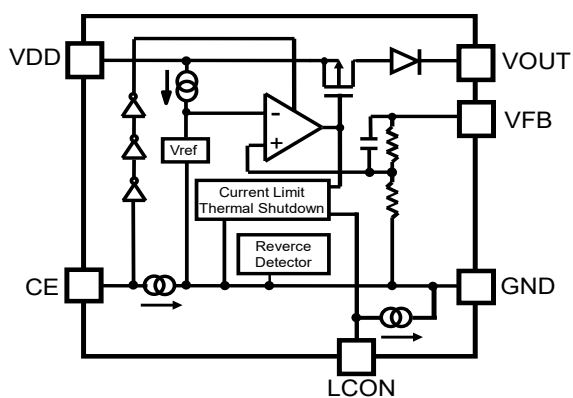 VDD
VOUT
VFB
-
+
Vref
Current Limit
Thermal Shutdown
Reverce
Detector
CE
GND
LCON